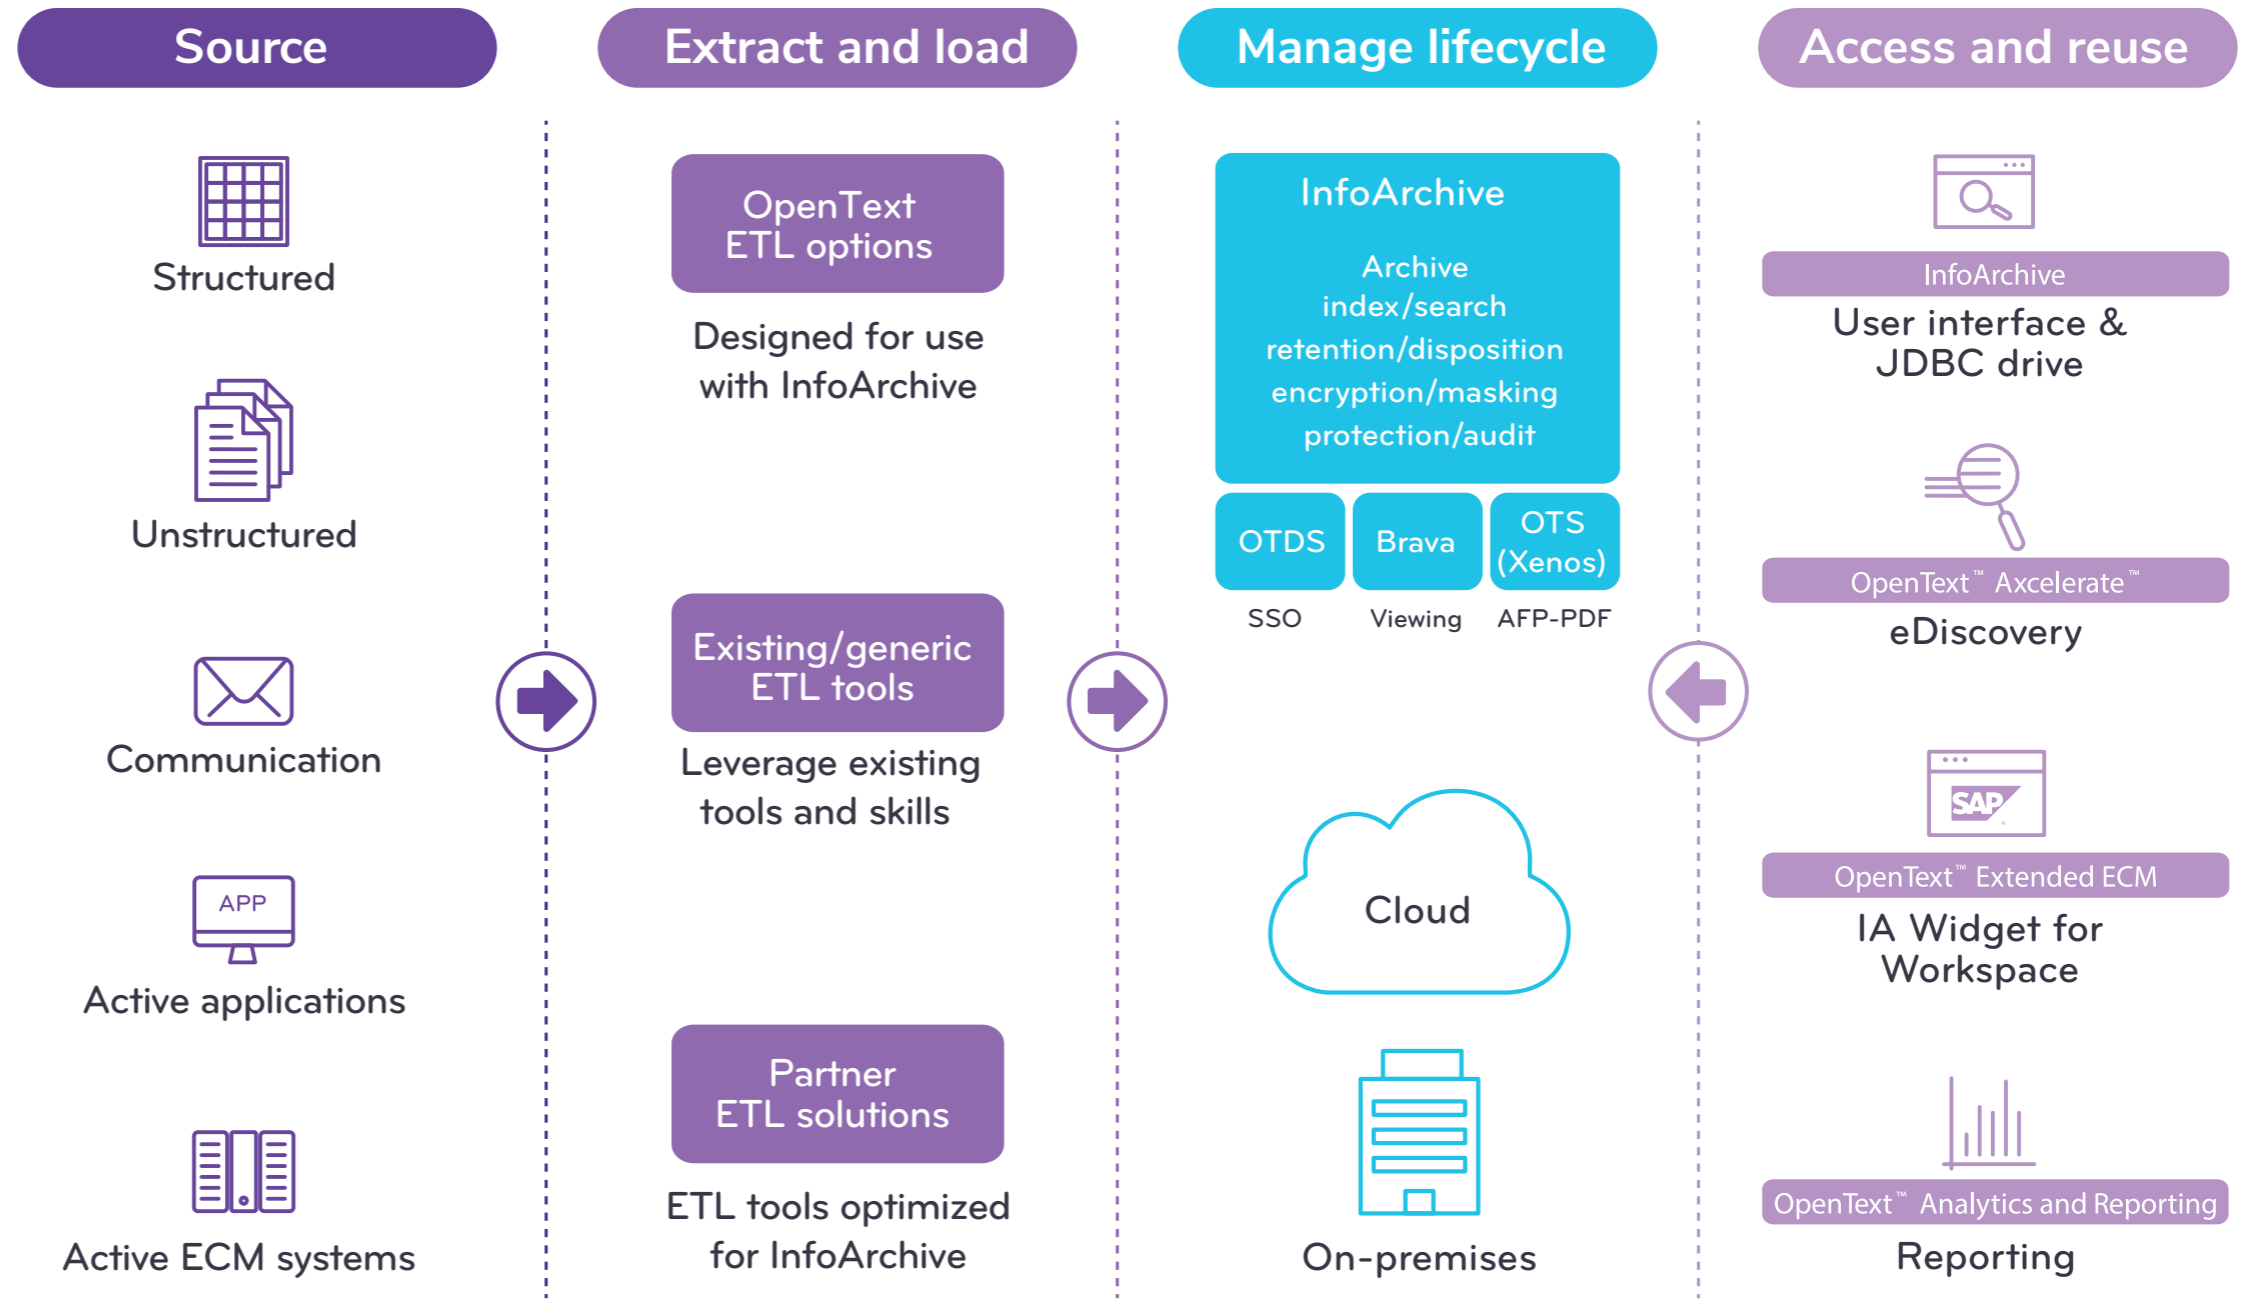 Source
Structured
Unstructured
Communication
APP
Active applications
Active ECM systems
Extract and load
OpenText
ETL options
Designed for use
with InfoArchive
Existing/generic
ETL tools
Leverage existing
tools and skills
Partner
ETL solutions
ETL tools optimized
for InfoArchive
Manage lifecycle
InfoArchive
Archive
index/search
retention/disposition
encryption/masking
protection/audit
OTDS
SSO
Brava
Viewing
OTS
(Xenos)
AFP-PDF
Cloud
On-premises
Access and reuse
InfoArchive
User interface &
JDBC drive
OpenText™ Axcelerate™
eDiscovery
SAP
OpenText™ Extended ECM
IA Widget for
Workspace
OpenText™ Analytics and Reporting
Reporting